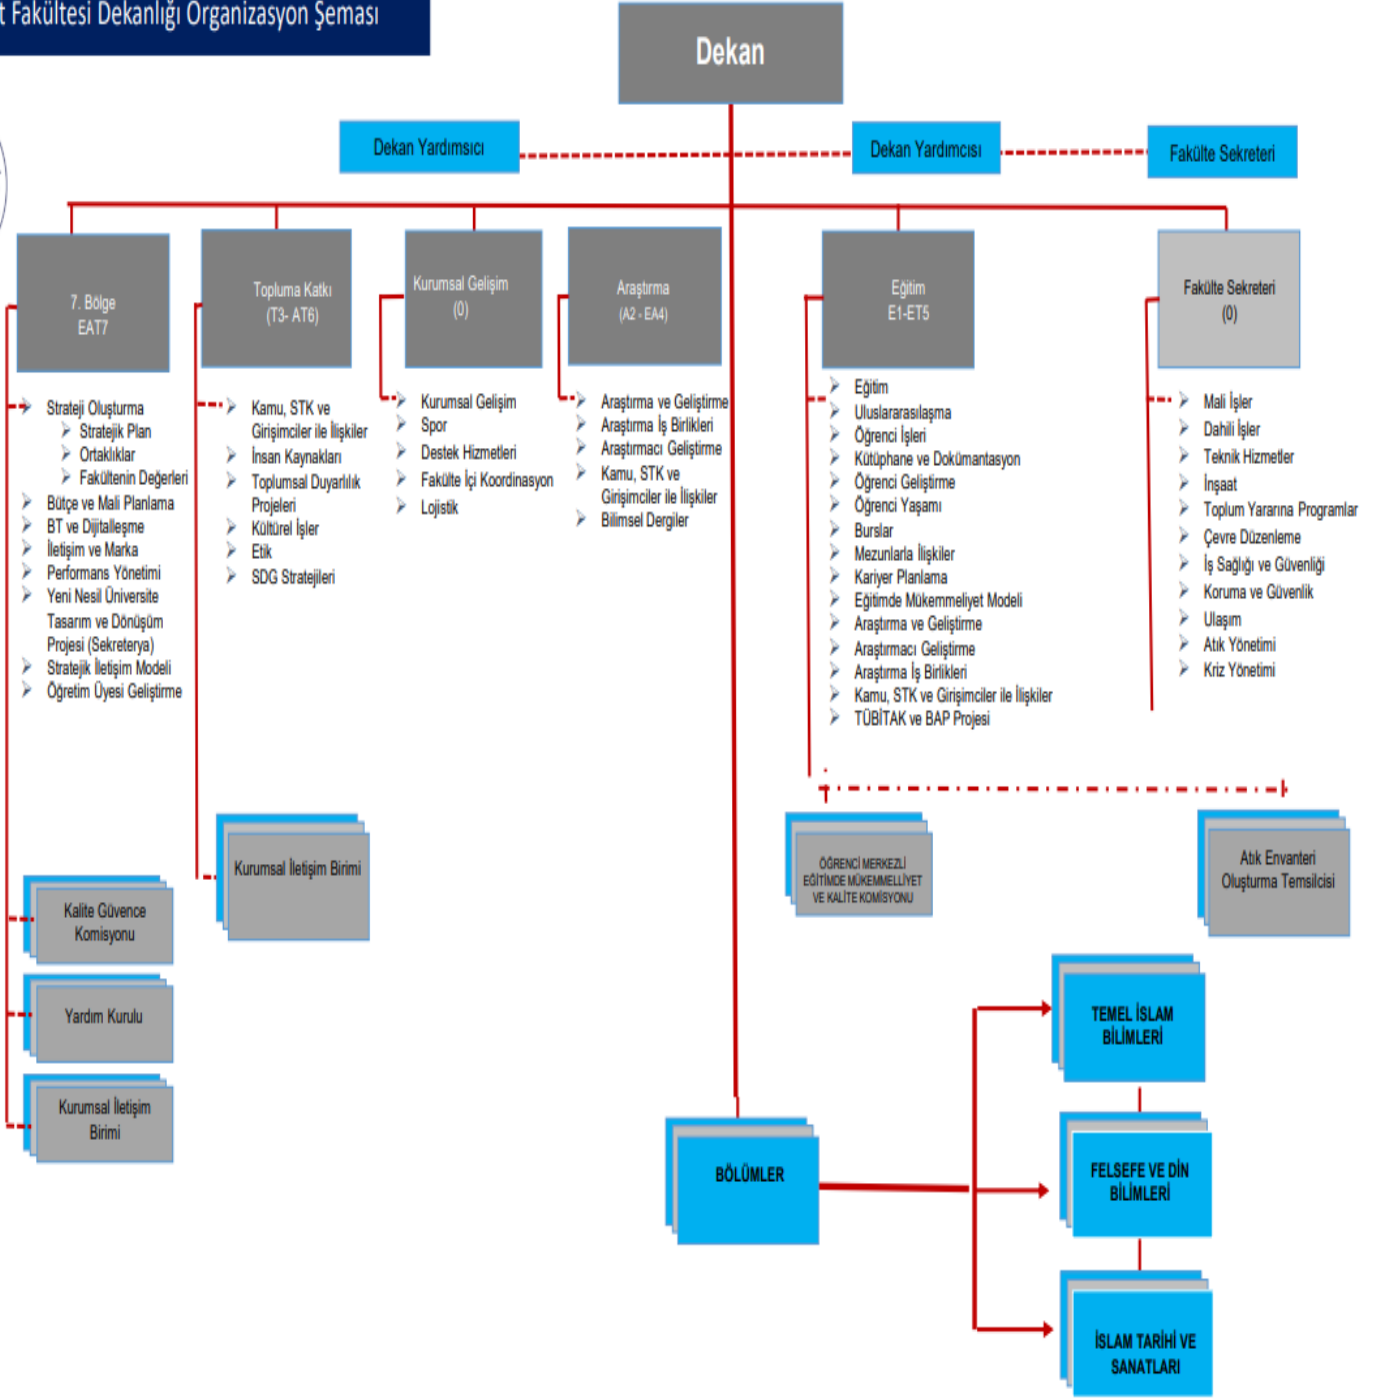 t Fakültesi Dekanlığı Organizasyon Şeması
Dekan
Dekan Yardımsıcı
Dekan Yardımcısı
Fakülte Sekreteri
7. Bölge
EAT7
Strateji Oluşturma
Stratejik Plan
Ortaklıklar
Fakültenin Değerleri
Bütçe ve Mali Planlama
BT ve Dijitalleşme
İletişim ve Marka
Performans Yönetimi
Yeni Nesil Üniversite
Tasarım ve Dönüşüm
Projesi (Sekreterya)
Stratejik İletişim Modeli
Öğretim Üyesi Geliştirme
Kalite Güvence
Komisyonu
Yardım Kurulu
Kurumsal İletişim
Birimi
Topluma Katkı
(T3- AT6)
Kamu, STK ve
Girişimciler ile İlişkiler
İnsan Kaynakları
Toplumsal Duyarlılık
Projeleri
Kültürel İşler
Etik
SDG Stratejileri
Kurumsal İletişim Birimi
Kurumsal Gelişim
(0)
Kurumsal Gelişim
Spor
Destek Hizmetleri
Fakülte İçi Koordinasyon
Lojistik
Araştırma
(A2 - EA4)
Araştırma ve Geliştirme
Araştırma İş Birlikleri
Araştırmacı Geliştirme
Kamu, STK ve
Girişimciler ile İlişkiler
Bilimsel Dergiler
Eğitim
E1-ET5
Eğitim
Uluslararasılaşma
Öğrenci İşleri
Kütüphane ve Dokümantasyon
Öğrenci Geliştirme
Öğrenci Yaşamı
Burslar
Mezunlarla İlişkiler
Kariyer Planlama
Eğitimde Mükemmeliyet Modeli
Araştırma ve Geliştirme
Araştırmacı Geliştirme
Araştırma İş Birlikleri
Kamu, STK ve Girişimciler ile İlişkiler
TÜBİTAK ve BAP Projesi
ÖĞRENCİ MERKEZLİ
EĞİTİMDE MÜKEMMELLİYET
VE KALİTE KOMİSYONU
Fakülte Sekreteri
(0)
Mali İşler
Dahili İşler
Teknik Hizmetler
İnşaat
Toplum Yararına Programlar
Çevre Düzenleme
İş Sağlığı ve Güvenliği
Koruma ve Güvenlik
Ulaşım
Atık Yönetimi
Kriz Yönetimi
Atık Envanteri
Oluşturma Temsilcisi
BÖLÜMLER
TEMEL İSLAM
BİLİMLERİ
FELSEFE VE DİN
BİLİMLERİ
İSLAM TARİHİ VE
SANATLARI